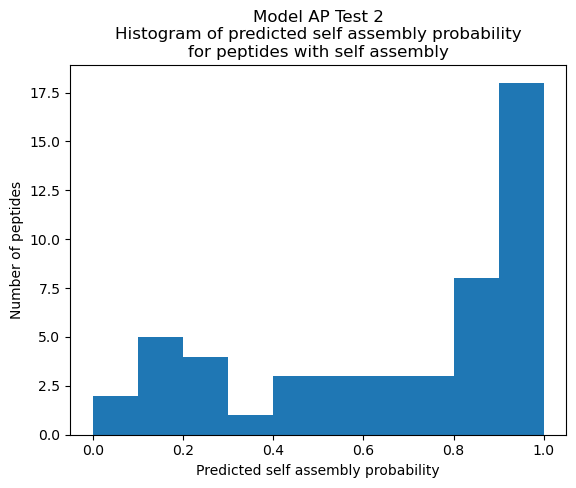 Model AP Test 2
Histogram of predicted self assembly probability
for peptides with self assembly
17.5
15.0
12.5
10.0
7.5
5.0
2.5
0.0
Number of peptides
0.0 0.2 0.4 0.6 0.8 1.0
Predicted self assembly probability